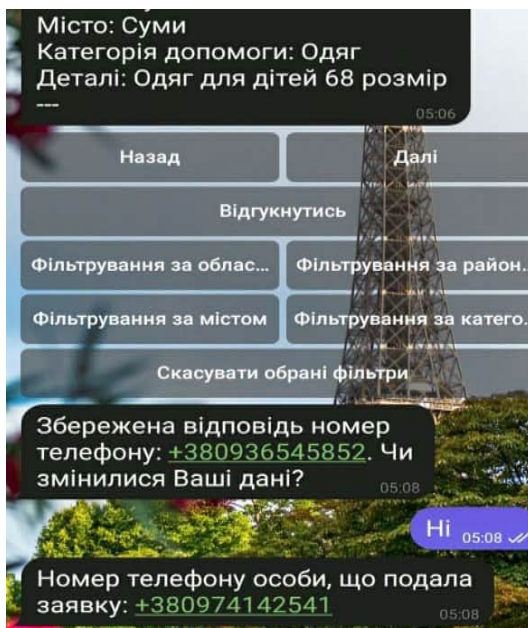 Місто: Суми
Категорія допомоги: Одяг
Деталі: Одяг для дітей 68 розмір
---
05:06
Назад Далі
Відгукнутись
Фільтрування за облас... Фільтрування за район..
Фільтрування за містом Фільтрування за катего..
Скасувати обрані фільтри
Збережена відповідь номер
телефону: +380936545852. Чи
змінилися Ваші дані?
05:08
Ні 05:08
Номер телефону особи, що подала
заявку: +380974142541
05:08